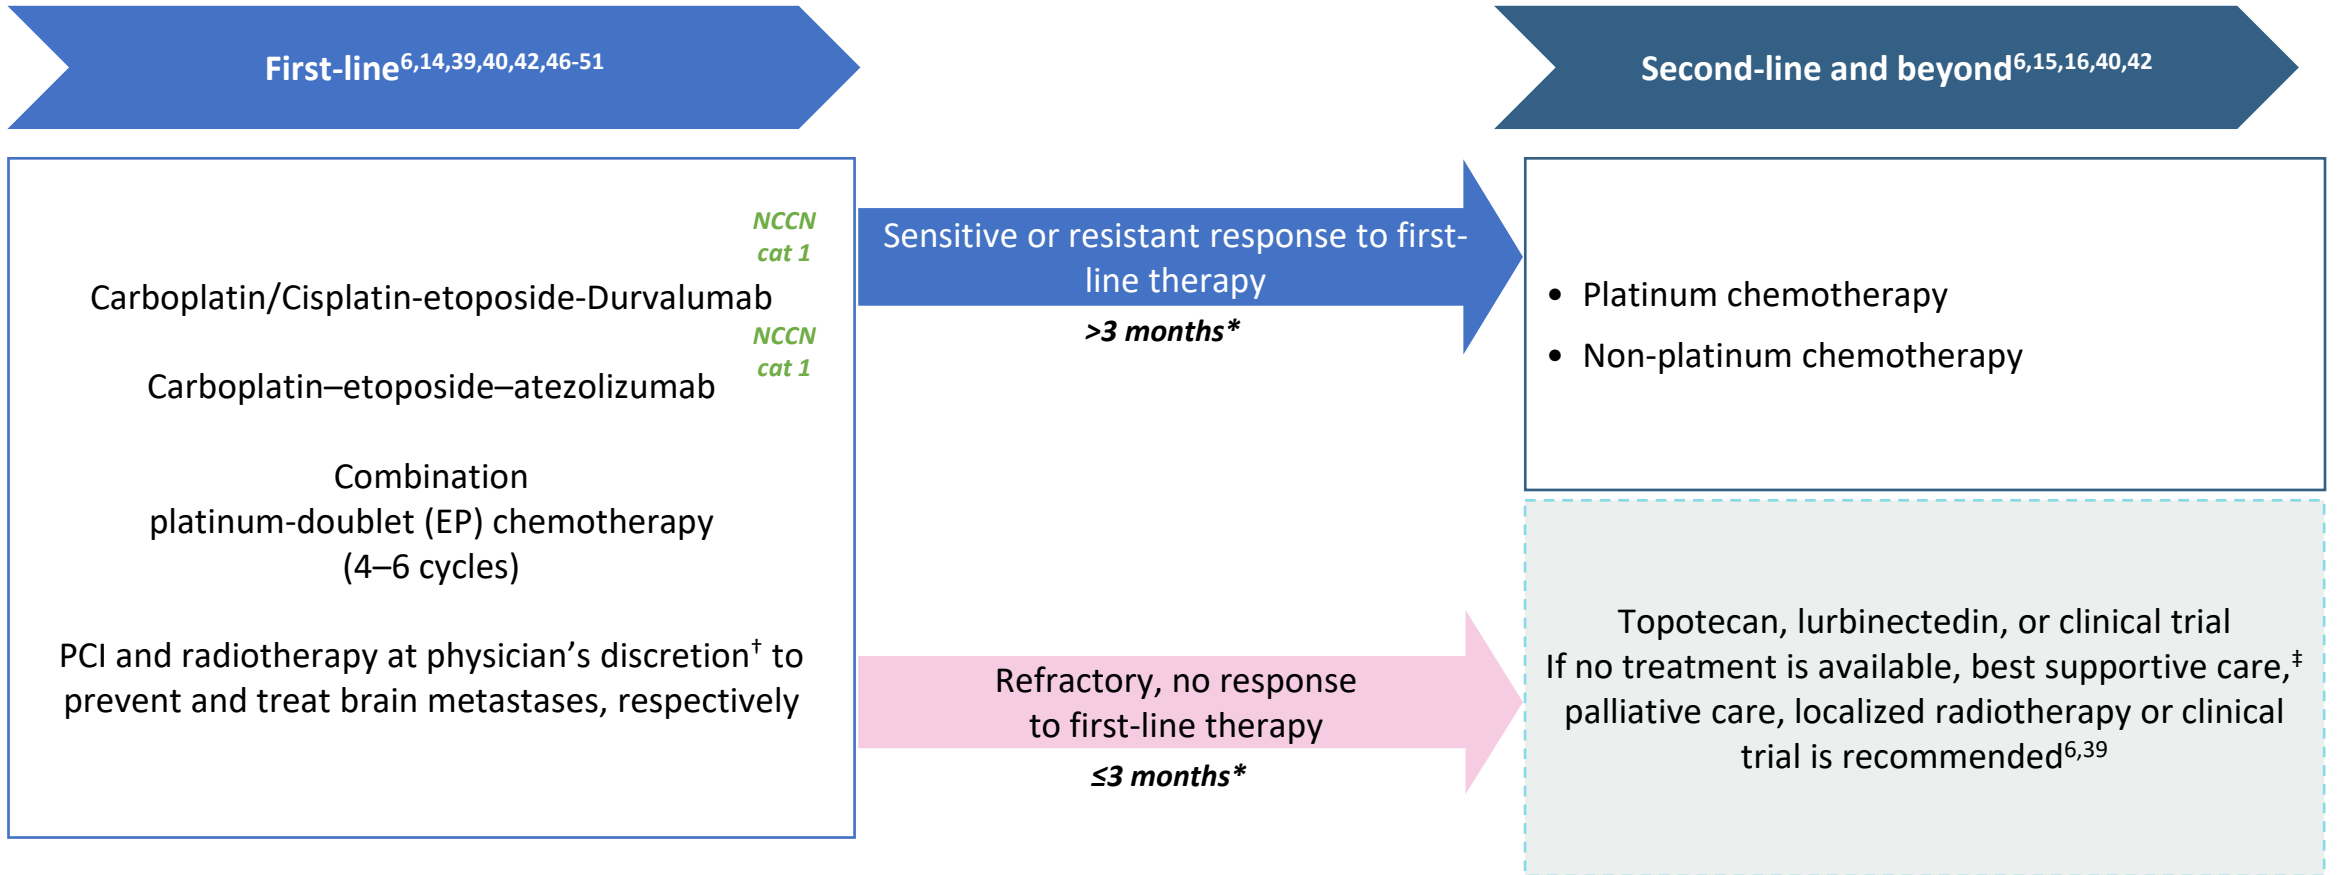 First-line6,14,39,40,42,46-51
Second-line and beyond6,15,16,40,42
NCCN
cat 1
Carboplatin/Cisplatin-etoposide-Durvalumab
NCCN
cat 1
Carboplatin–etoposide–atezolizumab
Combination
platinum-doublet (EP) chemotherapy
(4–6 cycles)
PCI and radiotherapy at physician’s discretion† to
prevent and treat brain metastases, respectively
Sensitive or resistant response to first-
line therapy
>3 months*
Refractory, no response
to first-line therapy
≤3 months*
• Platinum chemotherapy
• Non-platinum chemotherapy
Topotecan, lurbinectedin, or clinical trial
If no treatment is available, best supportive care,‡
palliative care, localized radiotherapy or clinical
trial is recommended6,39